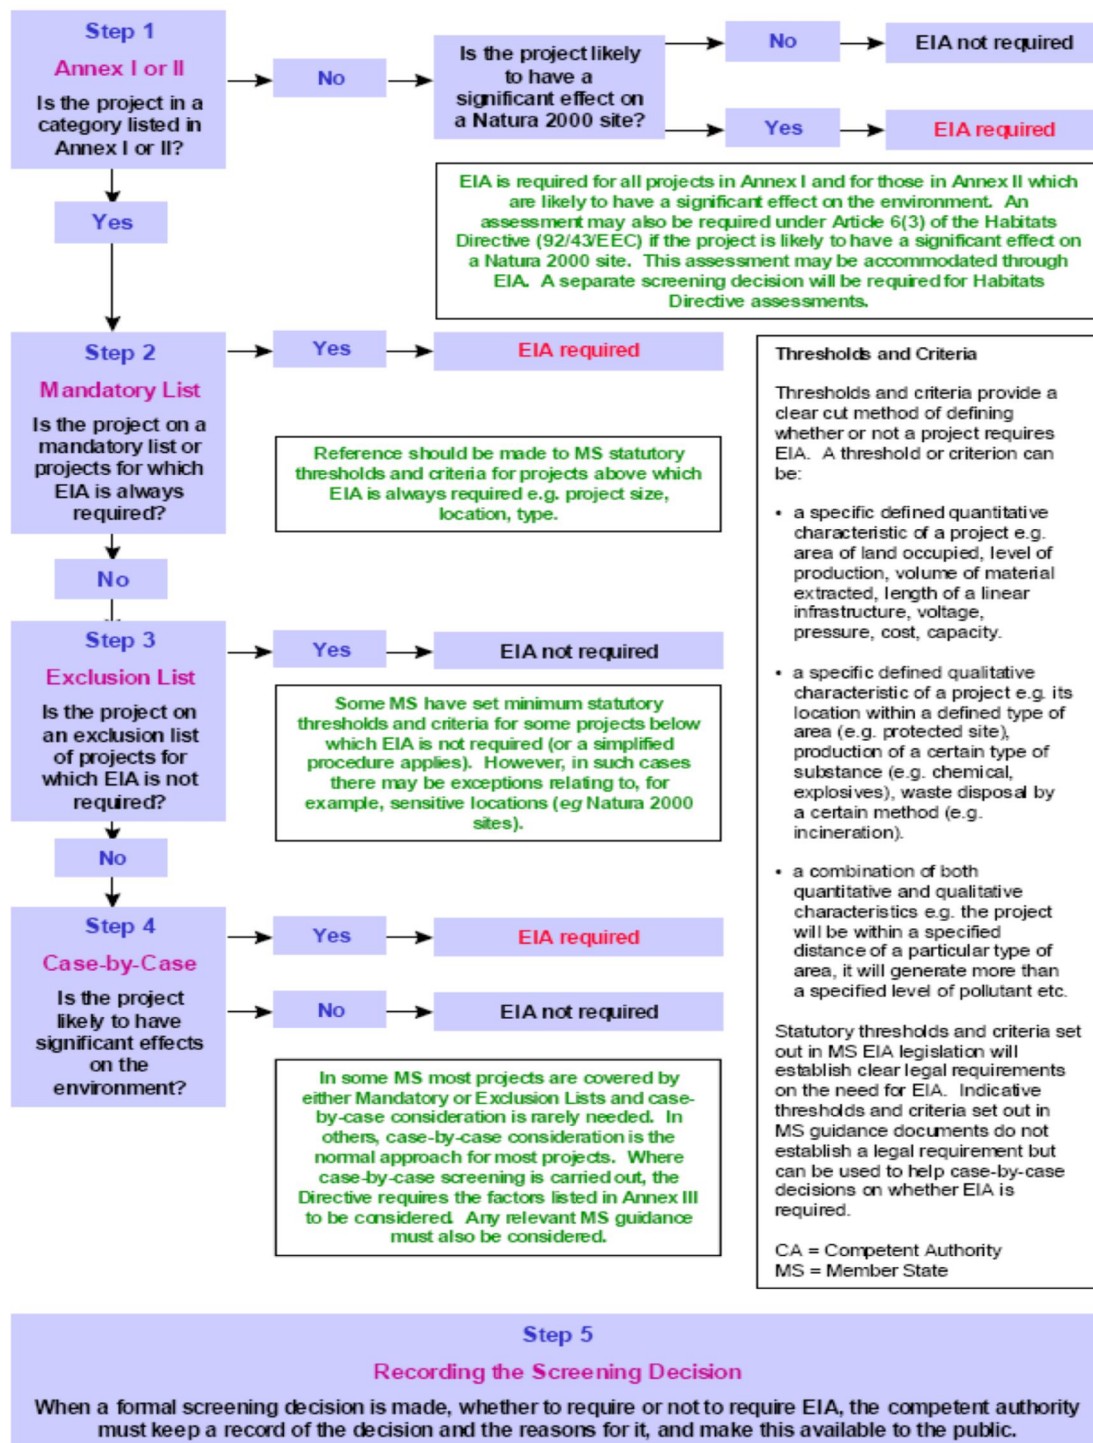 Step 1
Annex I or II
Is the project in a
category listed in
Annex I or II?
No
Is the project likely
to have a
significant effect on
a Natura 2000 site?
No
EIA not required
Yes
EIA required
EIA is required for all projects in Annex I and for those in Annex II which
are likely to have a significant effect on the environment. An
assessment may also be required under Article 6(3) of the Habitats
Directive (92/43/EEC) if the project is likely to have a significant effect on
a Natura 2000 site. This assessment may be accommodated through
EIA. A separate screening decision will be required for Habitats
Directive assessments.
Yes
Step 2
Mandatory List
Is the project on a
mandatory list or
projects for which
EIA is always
required?
Yes
EIA required
Reference should be made to MS statutory
thresholds and criteria for projects above which
EIA is always required e.g. project size,
location, type.
No
Step 3
Exclusion List
Is the project on
an exclusion list
of projects for
which EIA is not
required?
Yes
EIA not required
Some MS have set minimum statutory
thresholds and criteria for some projects below
which EIA is not required (or a simplified
procedure applies). However, in such cases
there may be exceptions relating to, for
example, sensitive locations (eg Natura 2000
sites).
No
Step 4
Case-by-Case
Is the project
likely to have
significant effects
on the
environment?
Yes
EIA required
No
EIA not required
In some MS most projects are covered by
either Mandatory or Exclusion Lists and case-
by-case consideration is rarely needed. In
others, case-by-case consideration is the
normal approach for most projects. Where
case-by-case screening is carried out, the
Directive requires the factors listed in Annex III
to be considered. Any relevant MS guidance
must also be considered.
Thresholds and Criteria
Thresholds and criteria provide a
clear cut method of defining
whether or not a project requires
EIA. A threshold or criterion can
be:
• a specific defined quantitative
characteristic of a project e.g.
area of land occupied, level of
production, volume of material
extracted, length of a linear
infrastructure, voltage,
pressure, cost, capacity.
• a specific defined qualitative
characteristic of a project e.g. its
location within a defined type of
area (e.g. protected site),
production of a certain type of
substance (e.g. chemical,
explosives), waste disposal by
a certain method (e.g.
incineration).
• a combination of both
quantitative and qualitative
characteristics e.g. the project
will be within a specified
distance of a particular type of
area, it will generate more than
a specified level of pollutant etc.
Statutory thresholds and criteria set
out in MS EIA legislation will
establish clear legal requirements
on the need for EIA. Indicative
thresholds and criteria set out in
MS guidance documents do not
establish a legal requirement but
can be used to help case-by-case
decisions on whether EIA is
required.
CA = Competent Authority
MS = Member State
Step 5
Recording the Screening Decision
When a formal screening decision is made, whether to require or not to require EIA, the competent authority
must keep a record of the decision and the reasons for it, and make this available to the public.